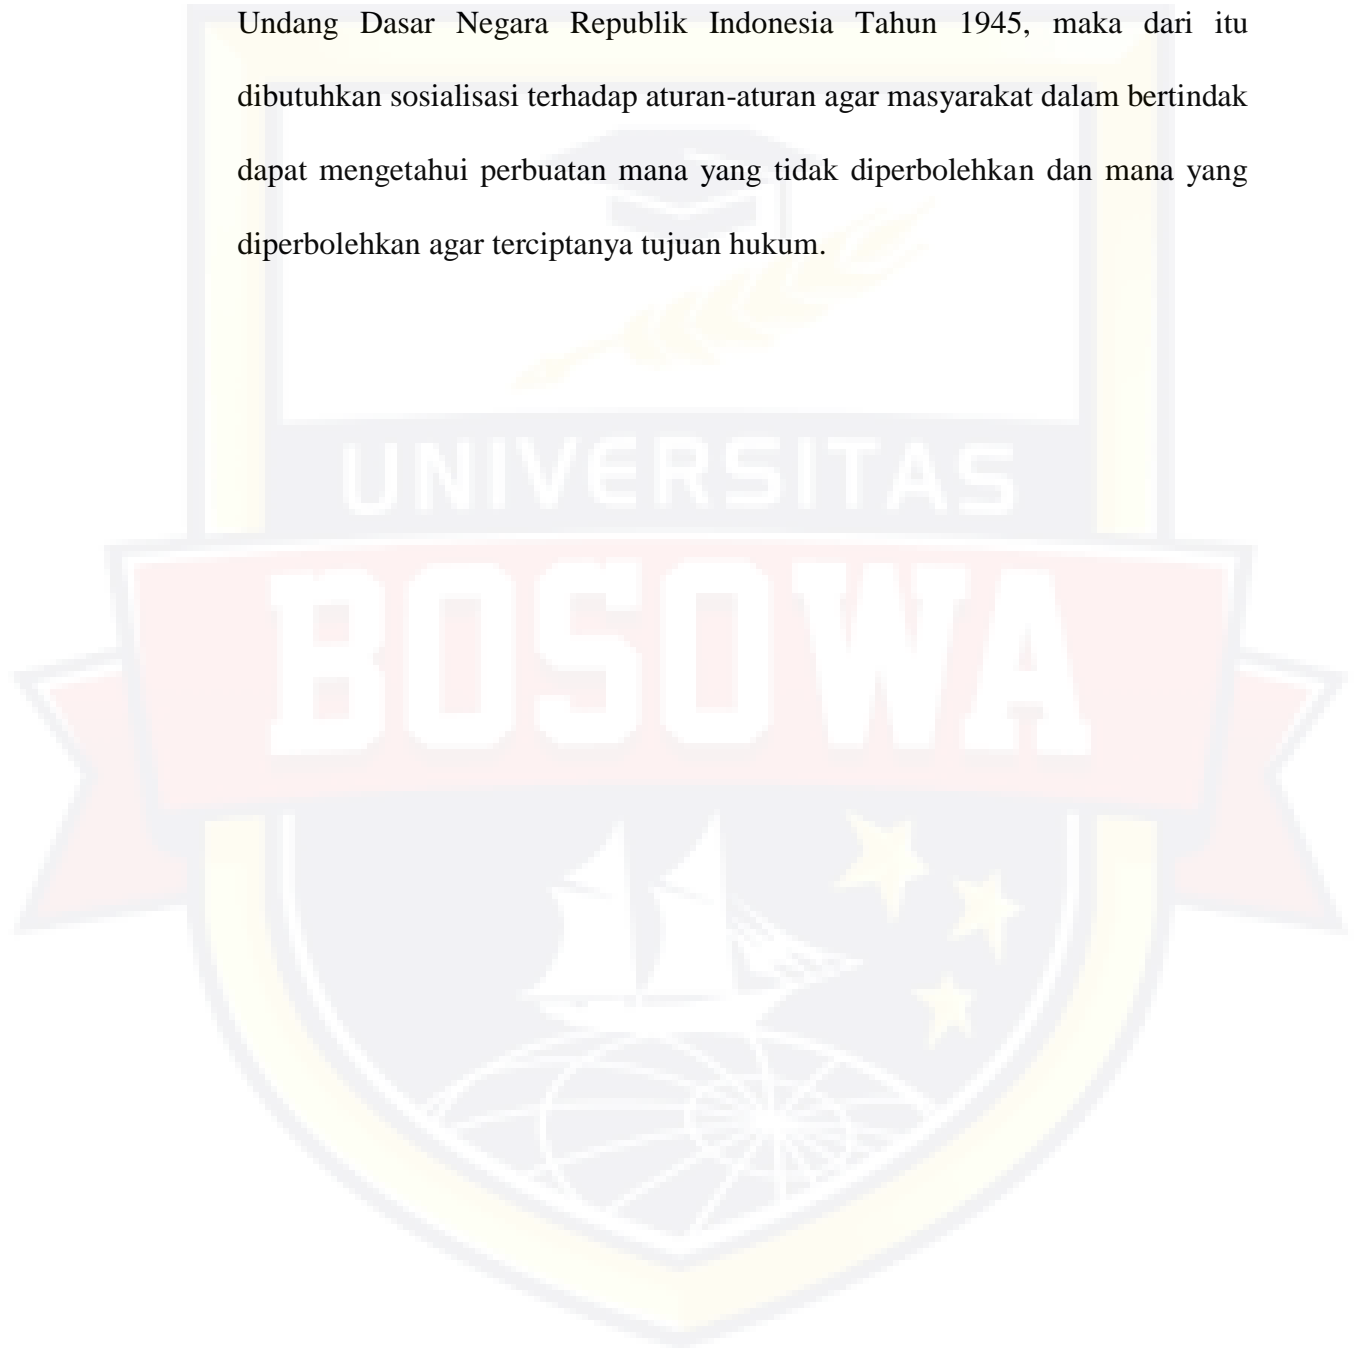 Undang Dasar Negara Republik Indonesia Tahun 1945, maka dari itu
dibutuhkan sosialisasi terhadap aturan-aturan agar masyarakat dalam bertindak
dapat mengetahui perbuatan mana yang tidak diperbolehkan dan mana yang
diperbolehkan agar terciptanya tujuan hukum.
UNIVERSITAS
BOSOWA